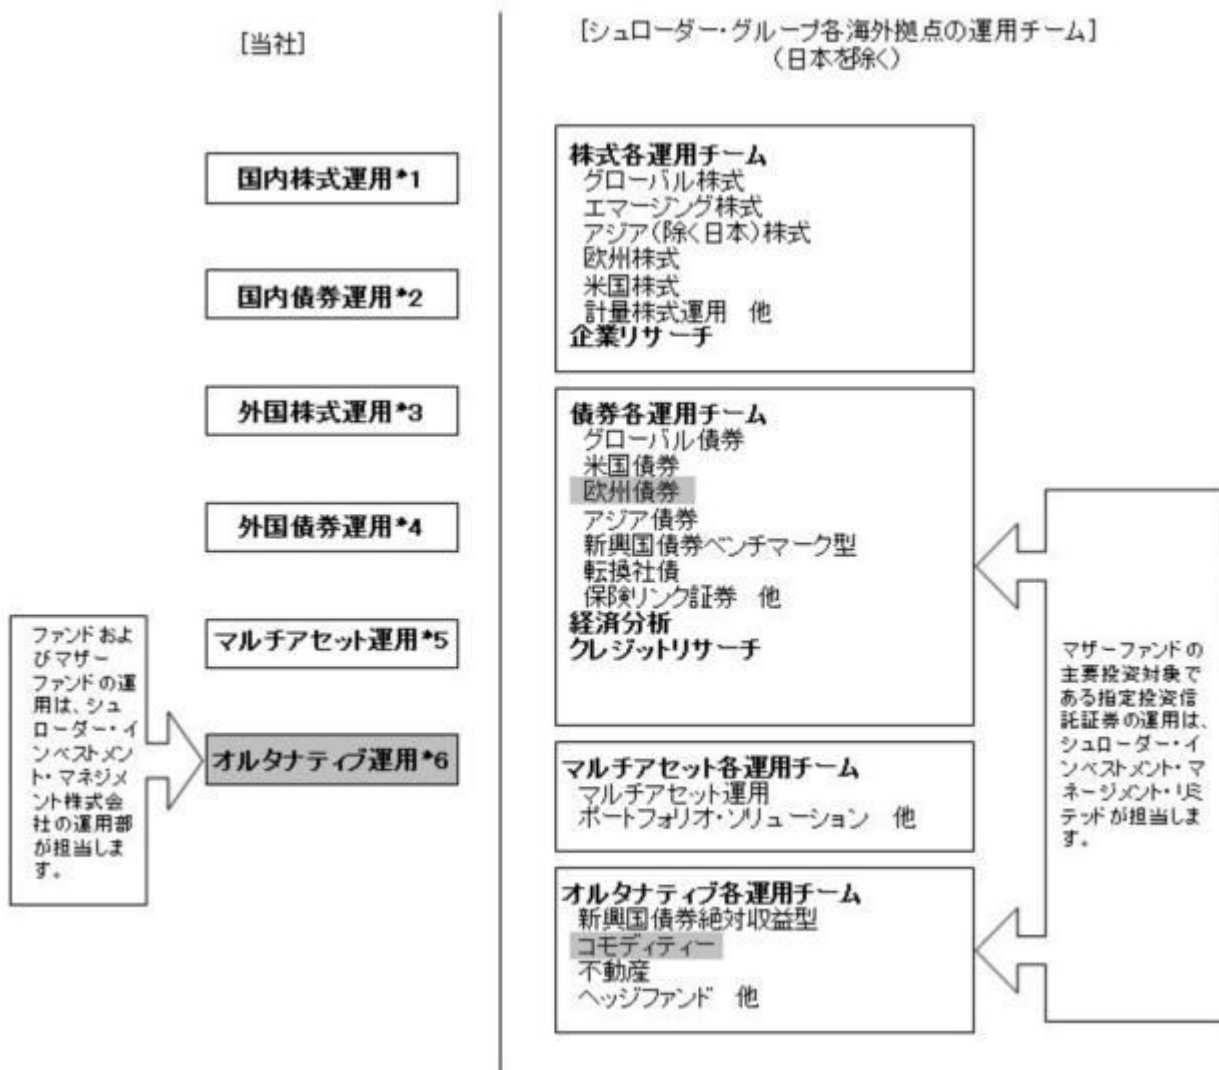 [当社]
国内株式運用*1
国内債券運用*2
外国株式運用*3
外国債券運用*4
マルチアセット運用*5
オルタナティブ運用*6
ファンドおよ
びマザー
ファンドの運
用は、シュ
ローダー・イ
ンベストメン
ト・マネジメ
ント株式会
社の運用部
が担当しま
す。
[シュローダー・グループ各海外拠点の運用チーム]
(日本を除く)
株式各運用チーム
グローバル株式
エマージング株式
アジア(除く日本)株式
欧州株式
米国株式
計量株式運用 他
企業リサーチ
債券各運用チーム
グローバル債券
米国債券
欧州債券
アジア債券
新興国債券ベンチマーク型
転換社債
保険リンク証券 他
経済分析
クレジットリサーチ
マルチアセット各運用チーム
マルチアセット運用
ポートフォリオ・ソリューション 他
オルタナティブ各運用チーム
新興国債券絶対収益型
コモディティー
不動産
ヘッジファンド 他
マザーファンドの
主要投資対象で
ある指定投資信
託証券の運用は、
シュローダー・イ
ンベストメント・マ
ネージメント・リミ
テッドが担当しま
す。